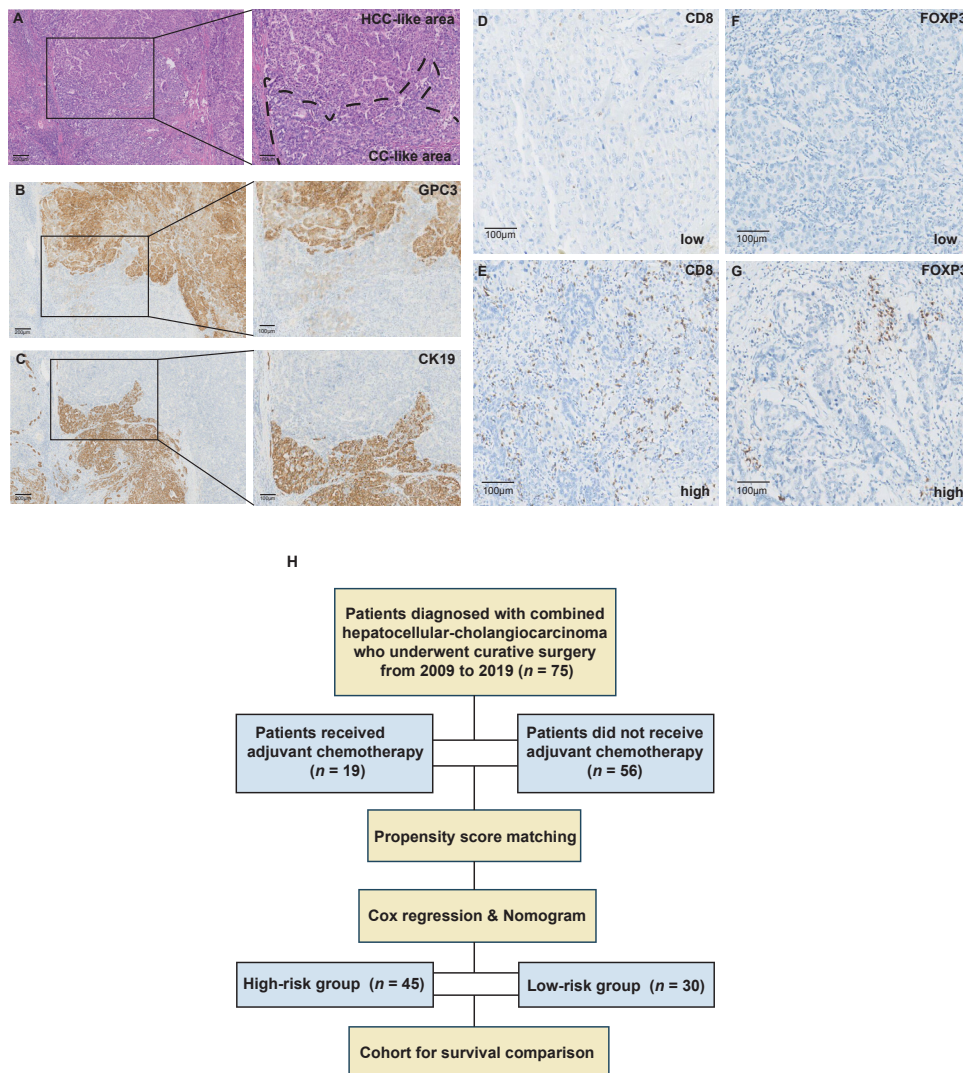 A
HCC-like area
CC-like area
B
GPC3
200µm
100µm
C
CK19
100µm
D
CD8
100µm
low
F
FOXP3
100µm
low
E
CD8
100µm
high
G
FOXP3
100µm
high
H
Patients diagnosed with combined
hepatocellular-cholangiocarcinoma
who underwent curative surgery
from 2009 to 2019 (n = 75)
Patients received
adjuvant chemotherapy
(n = 19)
Patients did not receive
adjuvant chemotherapy
(n = 56)
Propensity score matching
Cox regression & Nomogram
High-risk group (n = 45)
Low-risk group (n = 30)
Cohort for survival comparison